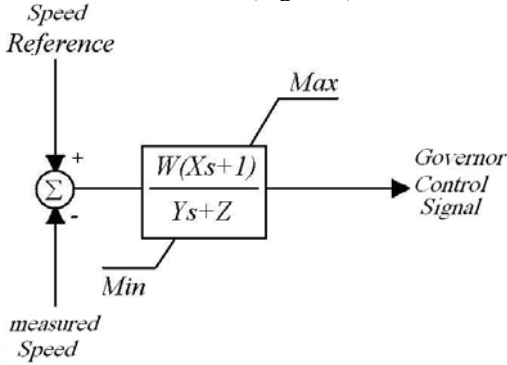 Speed
Reference
Max
+
W(Xs+1)
Ys+Z
Σ
-
Governor
Control
Signal
Min
measured
Speed